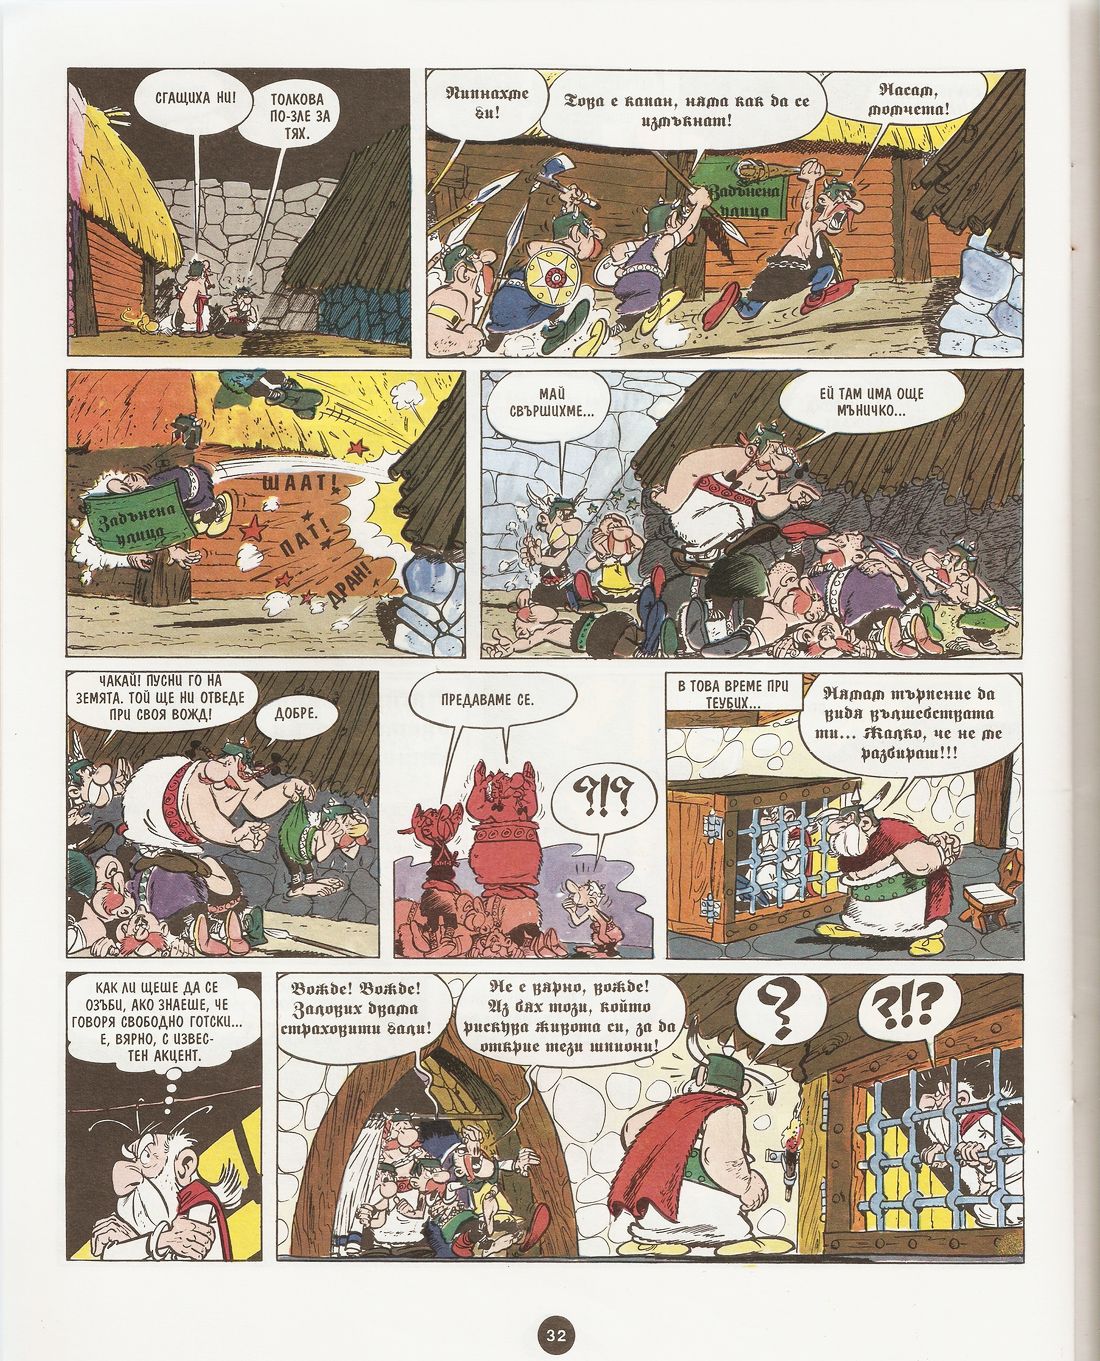 СГАЩИХА НИ!
ТОЛКОВА
ПО-ЗЛЕ ЗА
ТЯХ.
Пипнахме
ви!
Това е капан, няма как да се
измъкнат!
Насам,
момчета!
Задънена
улица
Задънена
улица
ШААТ!
ПАТ!
ДРАН!
МАЙ
СВЪРШИХМЕ...
ЕЙ ТАМ ИМА ОЩЕ
МЪНИЧКО...
ЧАКАЙ! ПУСНИ ГО НА
ЗЕМЯТА. ТОЙ ЩЕ НИ ОТВЕДЕ
ПРИ СВОЯ ВОЖД!
ДОБРЕ.
ПРЕДАВАМЕ СЕ.
?!?
В ТОВА ВРЕМЕ ПРИ
ТЕУБИХ...
Нямам търпение да
видя вълшебствата
ти... Жалко, че не ме
разбираш!!!
КАК ЛИ ЩЕШЕ ДА СЕ
ОЗЪБИ, АКО ЗНАЕШЕ, ЧЕ
ГОВОРЯ СВОБОДНО ГОТСКИ...
Е, ВЯРНО, С ИЗВЕС-
ТЕН АКЦЕНТ.
Вожде! Вожде!
Залових двама
страховити гали!
Не е вярно, вожде!
Аз бях този, който
рискува живота си, за да
открие тези шпиони!
?
?!?
32